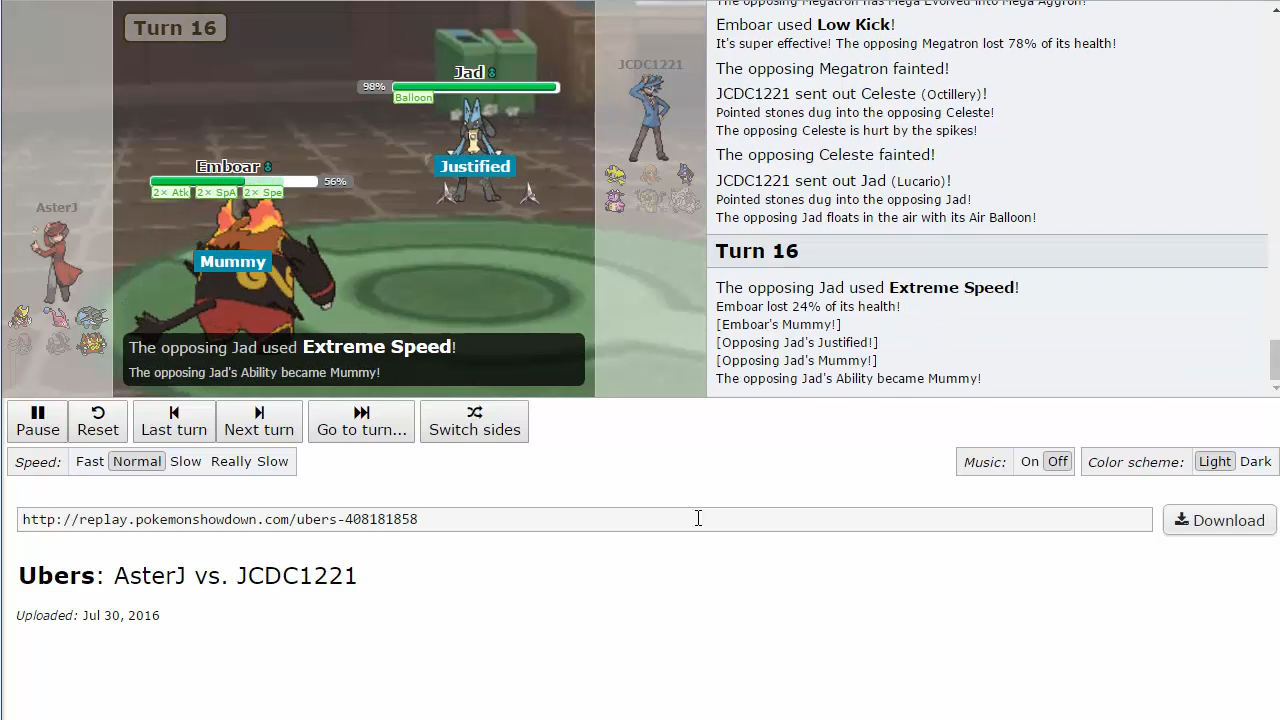 Turn 16
Jad
98%
Balloon
JCDC1221
Justified
Emboar
56%
2× Atk 2× SpA 2× Spe
AsterJ
Mummy
The opposing Jad used Extreme Speed!
The opposing Jad's Ability became Mummy!
Emboar used Low Kick!
It's super effective! The opposing Megatron lost 78% of its health!
The opposing Megatron fainted!
JCDC1221 sent out Celeste (Octillery)!
Pointed stones dug into the opposing Celeste!
The opposing Celeste is hurt by the spikes!
The opposing Celeste fainted!
JCDC1221 sent out Jad (Lucario)!
Pointed stones dug into the opposing Jad!
The opposing Jad floats in the air with its Air Balloon!
Turn 16
The opposing Jad used Extreme Speed!
Emboar lost 24% of its health!
[Emboar's Mummy!]
[Opposing Jad's Justified!]
[Opposing Jad's Mummy!]
The opposing Jad's Ability became Mummy!
Pause Reset Last turn Next turn Go to turn... Switch sides
Speed: Fast Normal Slow Really Slow
Music: On Off Color scheme: Light Dark
http://replay.pokemonshowdown.com/ubers-408181858
Download
Ubers: AsterJ vs. JCDC1221
Uploaded: Jul 30, 2016